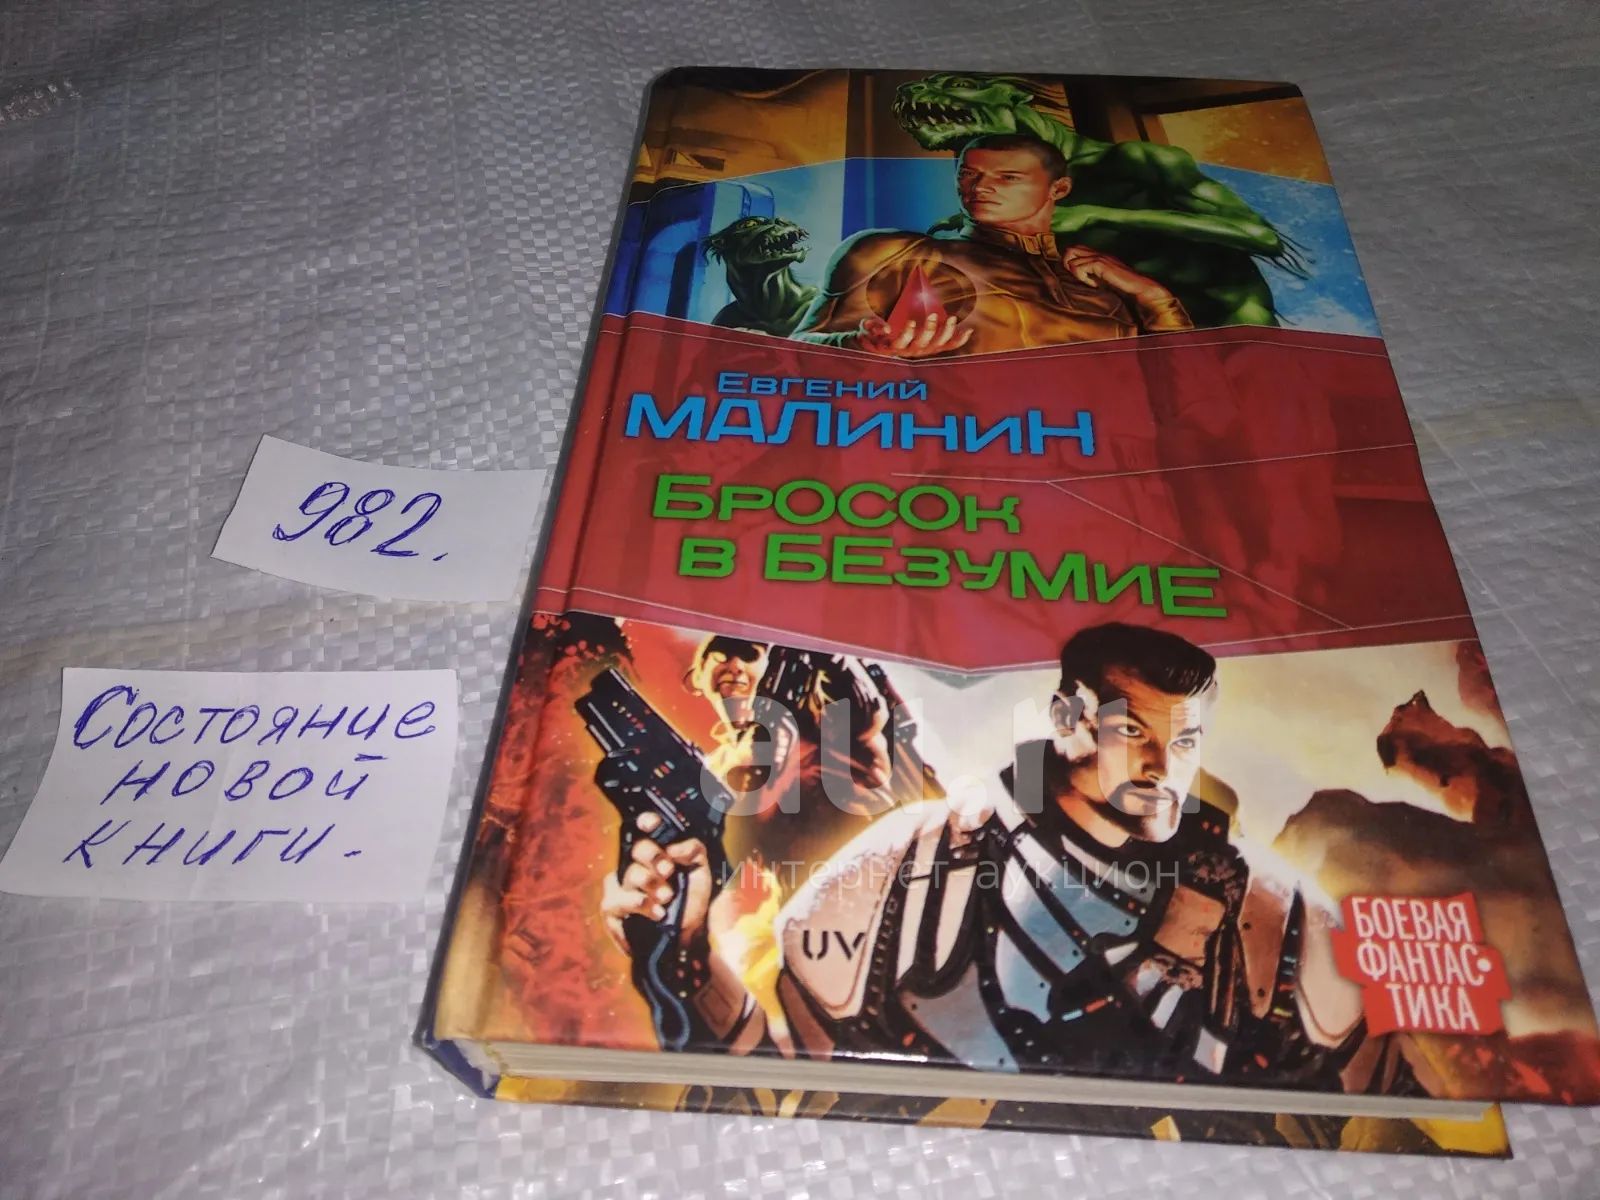 Евгений
МАЛИНИН
БРОСОК
В БЕЗУМИЕ
982.
Состояние
новой
книги.
au.ru
интернет аукцион
UV
БОЕВАЯ
ФАНТАС•
ТИКА